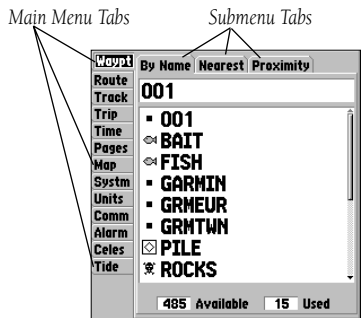 Main Menu Tabs
Submenu Tabs
Waypt
By Name Nearest Proximity
Route
Track
Trip
Time
Pages
Map
Systm
Units
Comm
Alarm
Celes
Tide
001
001
BAIT
FISH
GARMIN
GRMEUR
GRMTWN
PILE
ROCKS
485 Available 15 Used